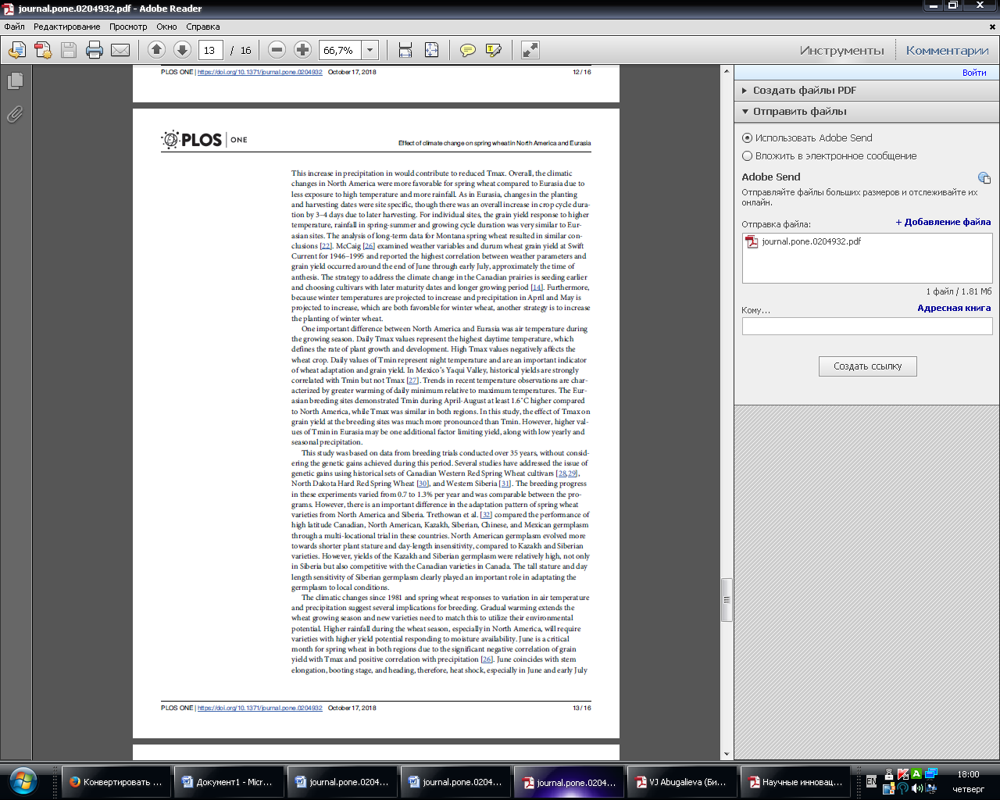 journal.pone.0204932.pdf - Adobe Reader
Файл Редактирование Просмотр Окно Справка
13 / 16 66,7% Инструменты Комментарии
PLOS ONE | https://doi.org/10.1371/journal.pone.0204932 October 17, 2018 12 / 16
PLOS ONE
Effect of climate change on spring wheat in North America and Eurasia
This increase in precipitation in would contribute to reduced Tmax. Overall, the climatic
changes in North America were more favorable for spring wheat compared to Eurasia due to
less exposure to high temperature and more rainfall. As in Eurasia, changes in the planting
and harvesting dates were site specific, though there was an overall increase in crop cycle dura-
tion by 3–4 days due to later harvesting. For individual sites, the grain yield response to higher
temperature, rainfall in spring-summer and growing cycle duration was very similar to Eur-
asian sites. The analysis of long-term data for Montana spring wheat resulted in similar con-
clusions [22]. McCaig [26] examined weather variables and durum wheat grain yield at Swift
Current for 1946–1995 and reported the highest correlation between weather parameters and
grain yield occurred around the end of June through early July, approximately the time of
anthesis. The strategy to address the climate change in the Canadian prairies is seeding earlier
and choosing cultivars with later maturity dates and longer growing period [14]. Furthermore,
because winter temperatures are projected to increase and precipitation in April and May is
projected to increase, which are both favorable for winter wheat, another strategy is to increase
the planting of winter wheat.
One important difference between North America and Eurasia was air temperature during
the growing season. Daily Tmax values represent the highest daytime temperature, which
defines the rate of plant growth and development. High Tmax values negatively affects the
wheat crop. Daily values of Tmin represent night temperature and are an important indicator
of wheat adaptation and grain yield. In Mexico's Yaqui Valley, historical yields are strongly
correlated with Tmin but not Tmax [27]. Trends in recent temperature observations are char-
acterized by greater warming of daily minimum relative to maximum temperatures. The Eur-
asian breeding sites demonstrated Tmin during April-August at least 1.6˚C higher compared
to North America, while Tmax was similar in both regions. In this study, the effect of Tmax on
grain yield at the breeding sites was much more pronounced than Tmin. However, higher val-
ues of Tmin in Eurasia may be one additional factor limiting yield, along with low yearly and
seasonal precipitation.
This study was based on data from breeding trials conducted over 35 years, without consid-
ering the genetic gains achieved during this period. Several studies have addressed the issue of
genetic gains using historical sets of Canadian Western Red Spring Wheat cultivars [28,29],
North Dakota Hard Red Spring Wheat [30], and Western Siberia [31]. The breeding progress
in these experiments varied from 0.7 to 1.3% per year and was comparable between the pro-
grams. However, there is an important difference in the adaptation pattern of spring wheat
varieties from North America and Siberia. Trethowan et al. [32] compared the performance of
high latitude Canadian, North American, Kazakh, Siberian, Chinese, and Mexican germplasm
through a multi-locational trial in these countries. North American germplasm evolved more
towards shorter plant stature and day-length insensitivity, compared to Kazakh and Siberian
varieties. However, yields of the Kazakh and Siberian germplasm were relatively high, not only
in Siberia but also competitive with the Canadian varieties in Canada. The tall stature and day
length sensitivity of Siberian germplasm clearly played an important role in adaptating the
germplasm to local conditions.
The climatic changes since 1981 and spring wheat responses to variation in air temperature
and precipitation suggest several implications for breeding. Gradual warming extends the
wheat growing season and new varieties need to match this to utilize their environmental
potential. Higher rainfall during the wheat season, especially in North America, will require
varieties with higher yield potential responding to moisture availability. June is a critical
month for spring wheat in both regions due to the significant negative correlation of grain
yield with Tmax and positive correlation with precipitation [26]. June coincides with stem
elongation, booting stage, and heading, therefore, heat shock, especially in June and early July
PLOS ONE | https://doi.org/10.1371/journal.pone.0204932 October 17, 2018 13 / 16
Войти
Создать файлы PDF
Отправить файлы
Использовать Adobe Send
Вложить в электронное сообщение
Adobe Send
Отправляйте файлы больших размеров и отслеживайте их
онлайн.
Отправка файла: + Добавление файла
journal.pone.0204932.pdf
1 файл / 1.81 Мб
Кому... Адресная книга
Создать ссылку
Конвертировать ... Документ1 - Micr... journal.pone.0204... journal.pone.0204... journal.pone.0204... VJ Abugalieva (Би... Научные инновац... EN 18:00
четверг